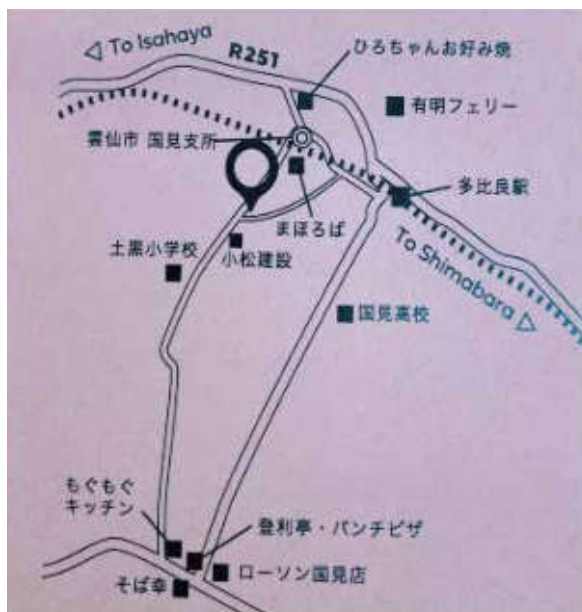 ◁ To Isahaya
R251
ひろちゃんお好み焼
有明フェリー
雲仙市 国見支所
多比良駅
まほろば
土黒小学校
小松建設
To Shimabara ▷
国見高校
もぐもぐ
キッチン
登利亭・パンチピザ
ローソン国見店
そば幸